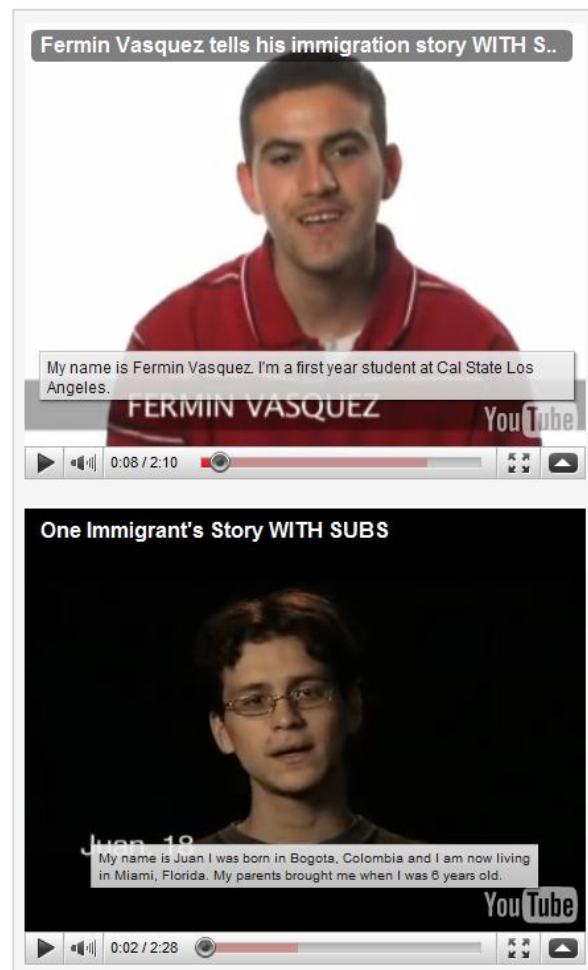 Fermin Vasquez tells his immigration story WITH S..
My name is Fermin Vasquez. I'm a first year student at Cal State Los
Angeles.
FERMIN VASQUEZ
YouTube
0:08 / 2:10
One Immigrant's Story WITH SUBS
Juan, 18
My name is Juan I was born in Bogota, Colombia and I am now living
in Miami, Florida. My parents brought me when I was 6 years old.
YouTube
0:02 / 2:28